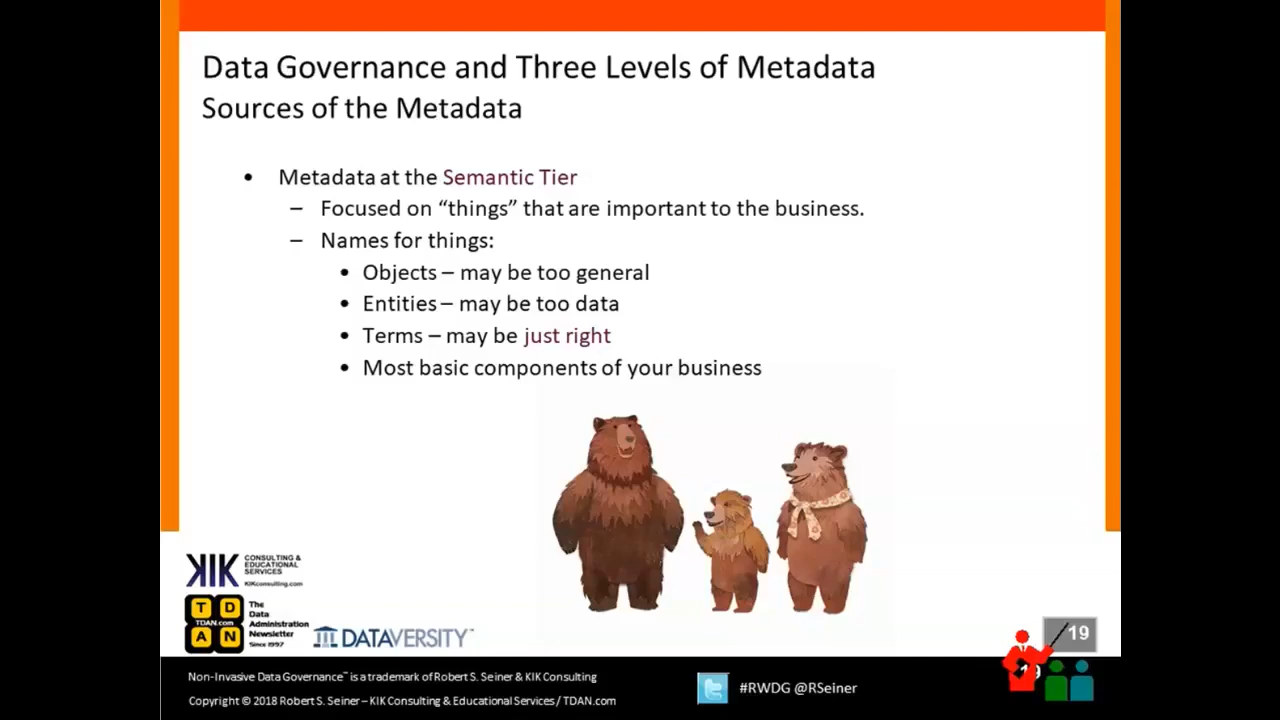 Data Governance and Three Levels of Metadata
Sources of the Metadata
• Metadata at the Semantic Tier
– Focused on “things” that are important to the business.
– Names for things:
• Objects – may be too general
• Entities – may be too data
• Terms – may be just right
• Most basic components of your business
KIK CONSULTING &
EDUCATIONAL
SERVICES
KIKconsulting.com
T D
TDAN.com
A N
The
Data
Administration
Newsletter
Since 1997
DATAVERSITY™
19
Non-Invasive Data Governance™ is a trademark of Robert S. Seiner & KIK Consulting
Copyright © 2018 Robert S. Seiner – KIK Consulting & Educational Services / TDAN.com
#RWDG @RSeiner